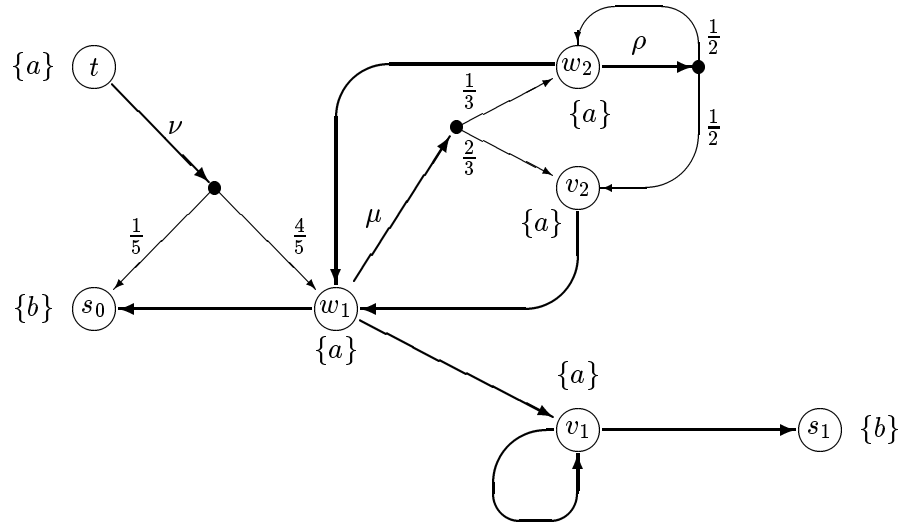 {a} t
ν
1/5
4/5
{b} s₀
w₁
{a}
μ
1/3
2/3
w₂
{a}
ρ
1/2
1/2
v₂
{a}
{a}
v₁
s₁ {b}